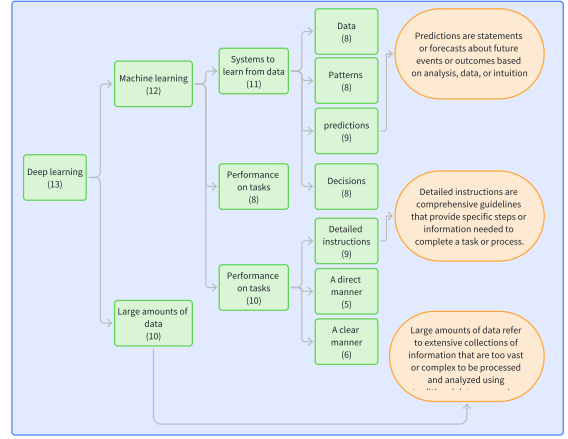 Deep learning
(13)
Machine learning
(12)
Large amounts of
data
(10)
Systems to
learn from data
(11)
Performance
on tasks
(8)
Performance
on tasks
(10)
Data
(8)
Patterns
(8)
predictions
(9)
Decisions
(8)
Detailed
instructions
(9)
A direct
manner
(5)
A clear
manner
(6)
Predictions are statements
or forecasts about future
events or outcomes based
on analysis, data, or intuition
Detailed instructions are
comprehensive guidelines
that provide specific steps or
information needed to
complete a task or process.
Large amounts of data refer
to extensive collections of
information that are too vast
or complex to be processed
and analyzed using